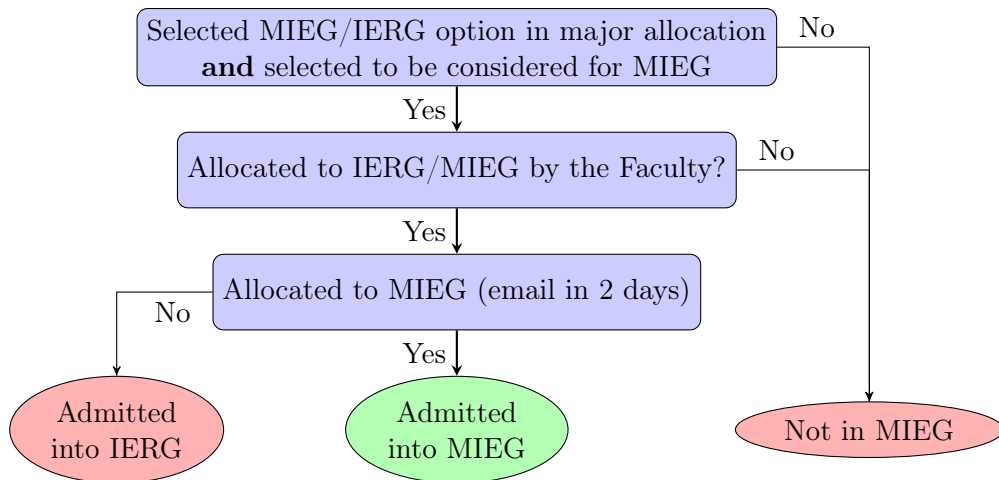 Selected MIEG/IERG option in major allocation
and selected to be considered for MIEG
No
Yes
Allocated to IERG/MIEG by the Faculty?
No
Yes
Allocated to MIEG (email in 2 days)
No
Yes
Admitted
into IERG
Admitted
into MIEG
Not in MIEG